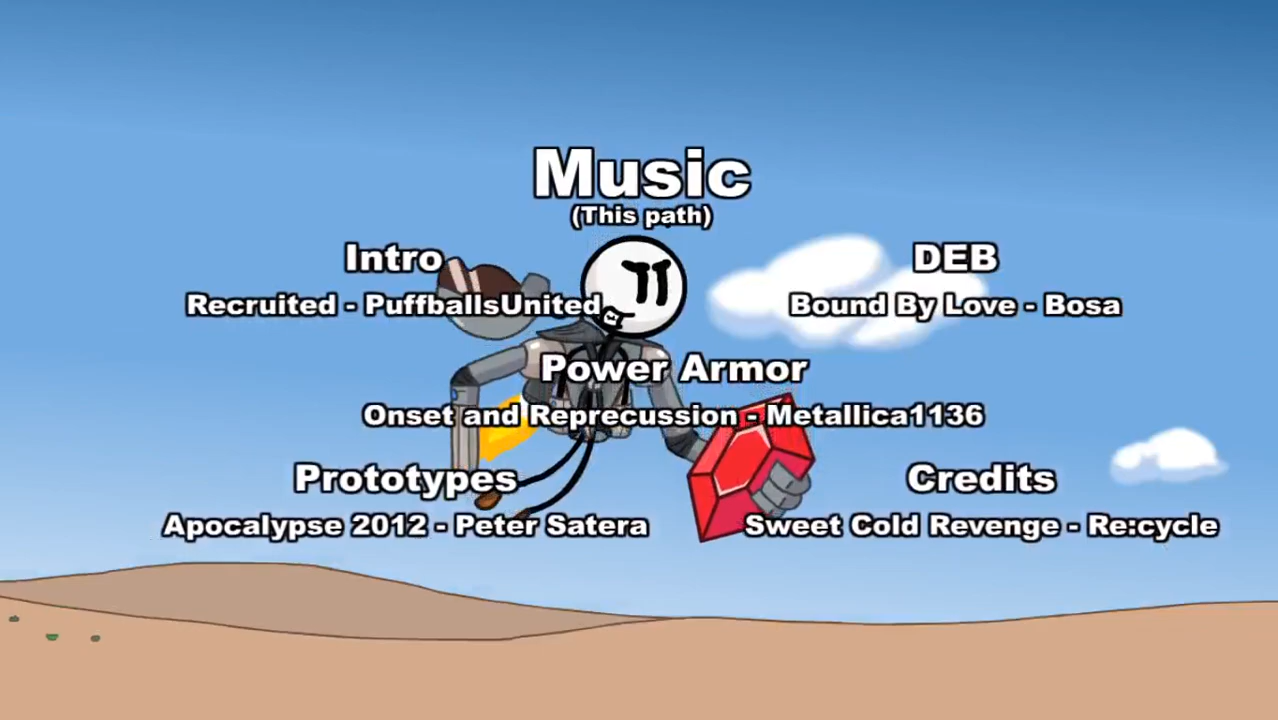 Music
(This path)
Intro
Recruited - PuffballsUnited
DEB
Bound By Love - Bosa
Power Armor
Onset and Reprecussion - Metallica1136
Prototypes
Apocalypse 2012 - Peter Satera
Credits
Sweet Cold Revenge - Re:cycle